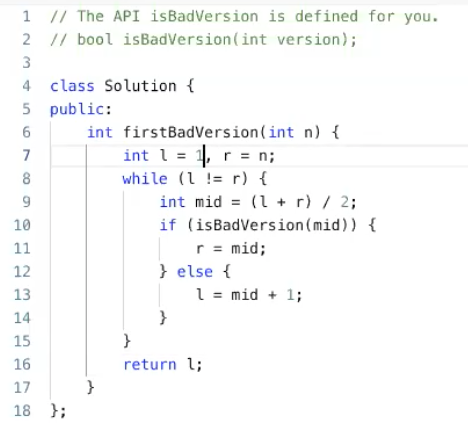 1 // The API isBadVersion is defined for you.
2 // bool isBadVersion(int version);
3
4 class Solution {
5 public:
6     int firstBadVersion(int n) {
7         int l = 1, r = n;
8         while (l != r) {
9             int mid = (l + r) / 2;
10             if (isBadVersion(mid)) {
11                 r = mid;
12             } else {
13                 l = mid + 1;
14             }
15         }
16         return l;
17     }
18 };